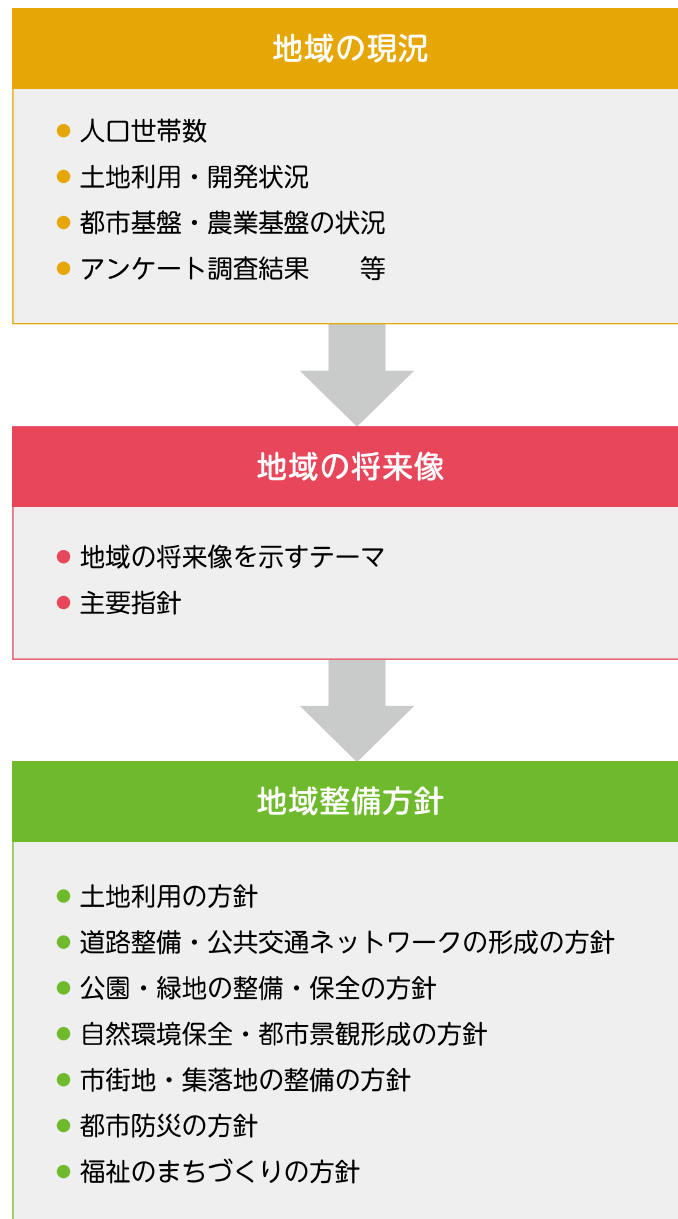 地域の現況
● 人口世帯数
● 土地利用・開発状況
● 都市基盤・農業基盤の状況
● アンケート調査結果　　等
地域の将来像
● 地域の将来像を示すテーマ
● 主要指針
地域整備方針
● 土地利用の方針
● 道路整備・公共交通ネットワークの形成の方針
● 公園・緑地の整備・保全の方針
● 自然環境保全・都市景観形成の方針
● 市街地・集落地の整備の方針
● 都市防災の方針
● 福祉のまちづくりの方針